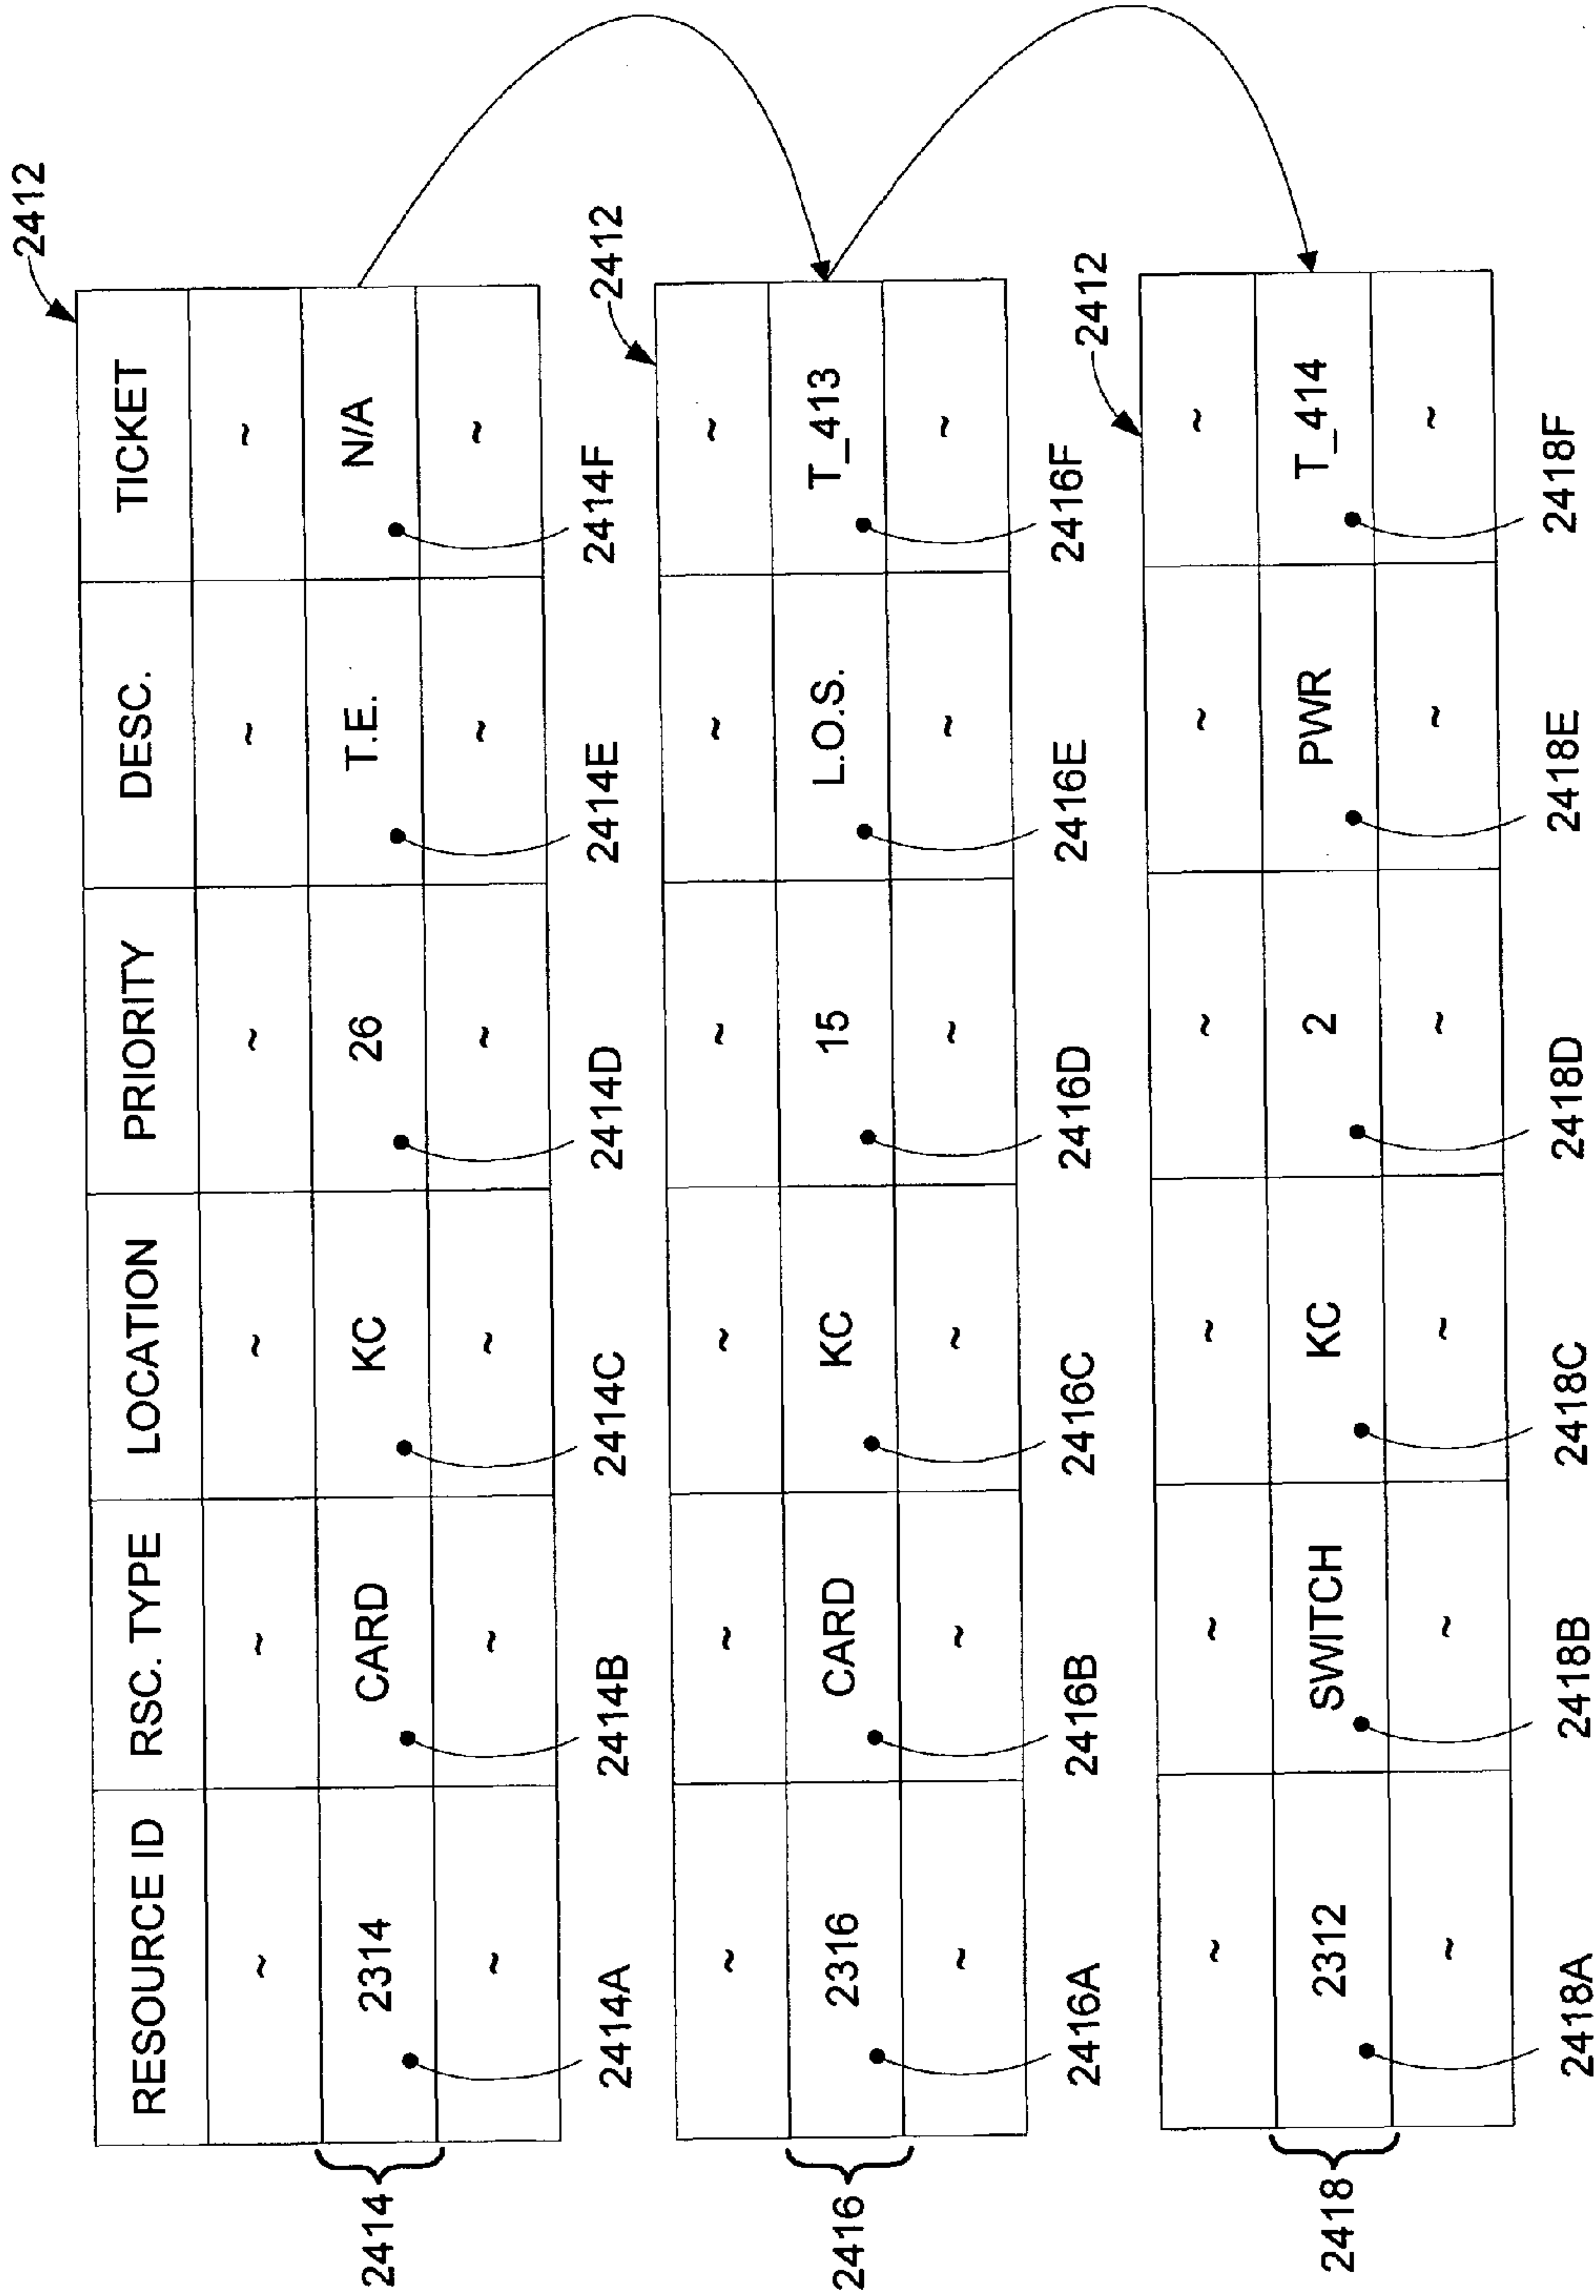 2412
RESOURCE ID RSC. TYPE LOCATION PRIORITY DESC. TICKET
~ ~ ~ ~ ~ ~
2414 2314 CARD KC 26 T.E. N/A
~ ~ ~ ~ ~ ~
2414A 2414B 2414C 2414D 2414E 2414F
2412
~ ~ ~ ~ ~ ~
2416 2316 CARD KC 15 L.O.S. T_413
~ ~ ~ ~ ~ ~
2416A 2416B 2416C 2416D 2416E 2416F
2412
~ ~ ~ ~ ~ ~
2418 2312 SWITCH KC 2 PWR T_414
~ ~ ~ ~ ~ ~
2418A 2418B 2418C 2418D 2418E 2418F